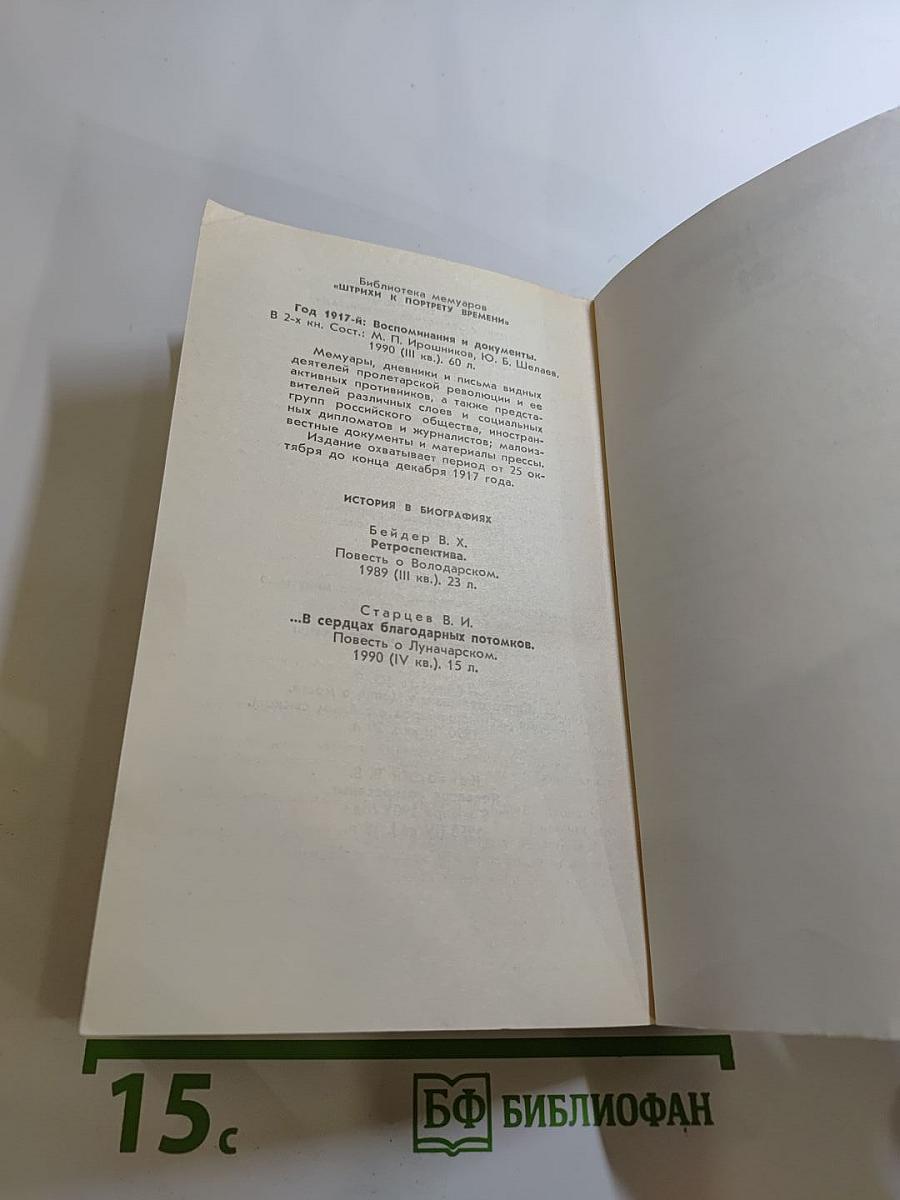 Библиотека мемуаров
«ШТРИХИ К ПОРТРЕТУ ВРЕМЕНИ»
Год 1917-й: Воспоминания и документы.
В 2-х кн. Сост.: М. П. Ирошников, Ю. Б. Шелаев.
1990 (III кв.). 60 л.
Мемуары, дневники и письма видных
деятелей пролетарской революции и ее
активных противников, а также предста-
вителей различных слоев и социальных
групп российского общества, иностран-
ных дипломатов и журналистов; малоиз-
вестные документы и материалы прессы.
Издание охватывает период от 25 ок-
тября до конца декабря 1917 года.
ИСТОРИЯ В БИОГРАФИЯХ
Бейдер В. Х.
Ретроспектива.
Повесть о Володарском.
1989 (III кв.). 23 л.
Старцев В. И.
...В сердцах благодарных потомков.
Повесть о Луначарском.
1990 (IV кв.). 15 л.
15 с
БФ БИБЛИОФАН